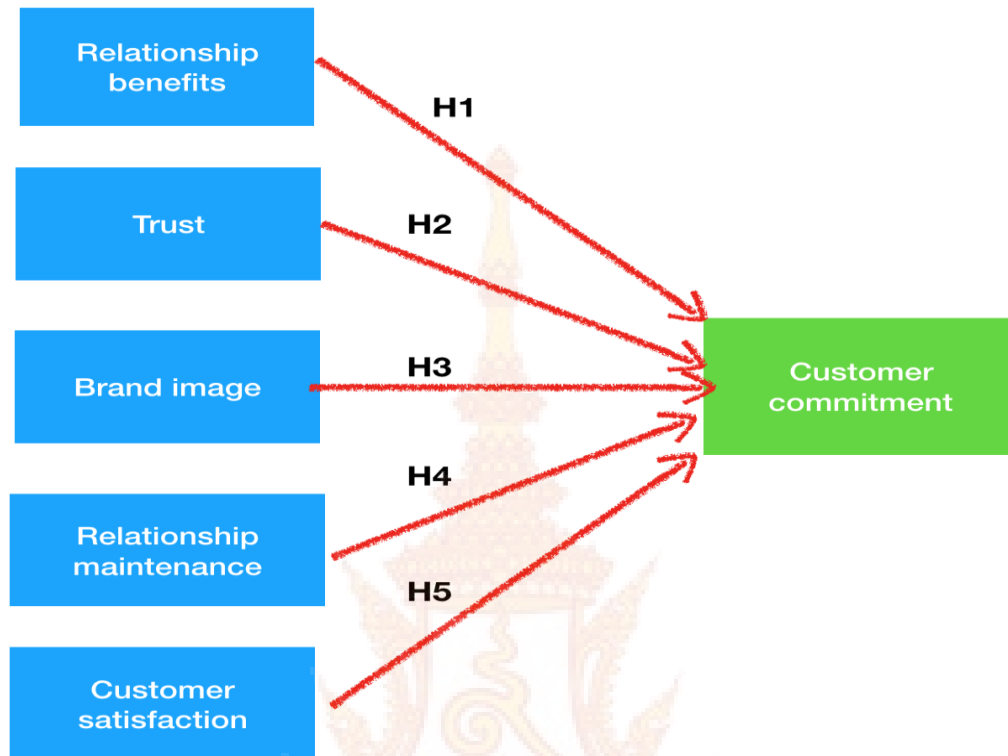 Relationship
benefits
H1
Trust
H2
Brand image
H3
Customer
commitment
H4
Relationship
maintenance
H5
Customer
satisfaction